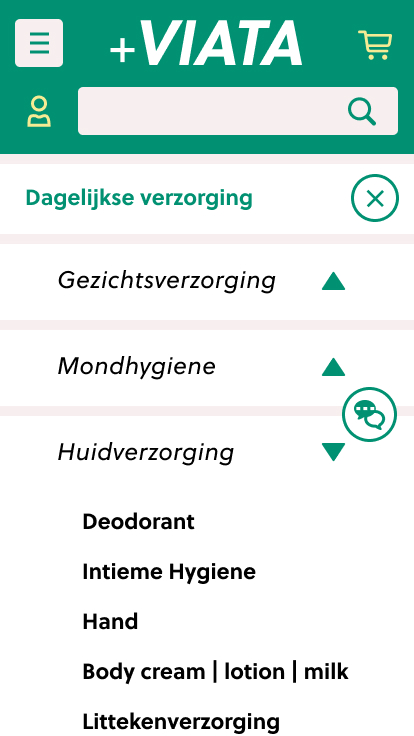 +VIATA
Dagelijkse verzorging
Gezichtsverzorging
Mondhygiene
Huidverzorging
Deodorant
Intieme Hygiene
Hand
Body cream | lotion | milk
Littekenverzorging